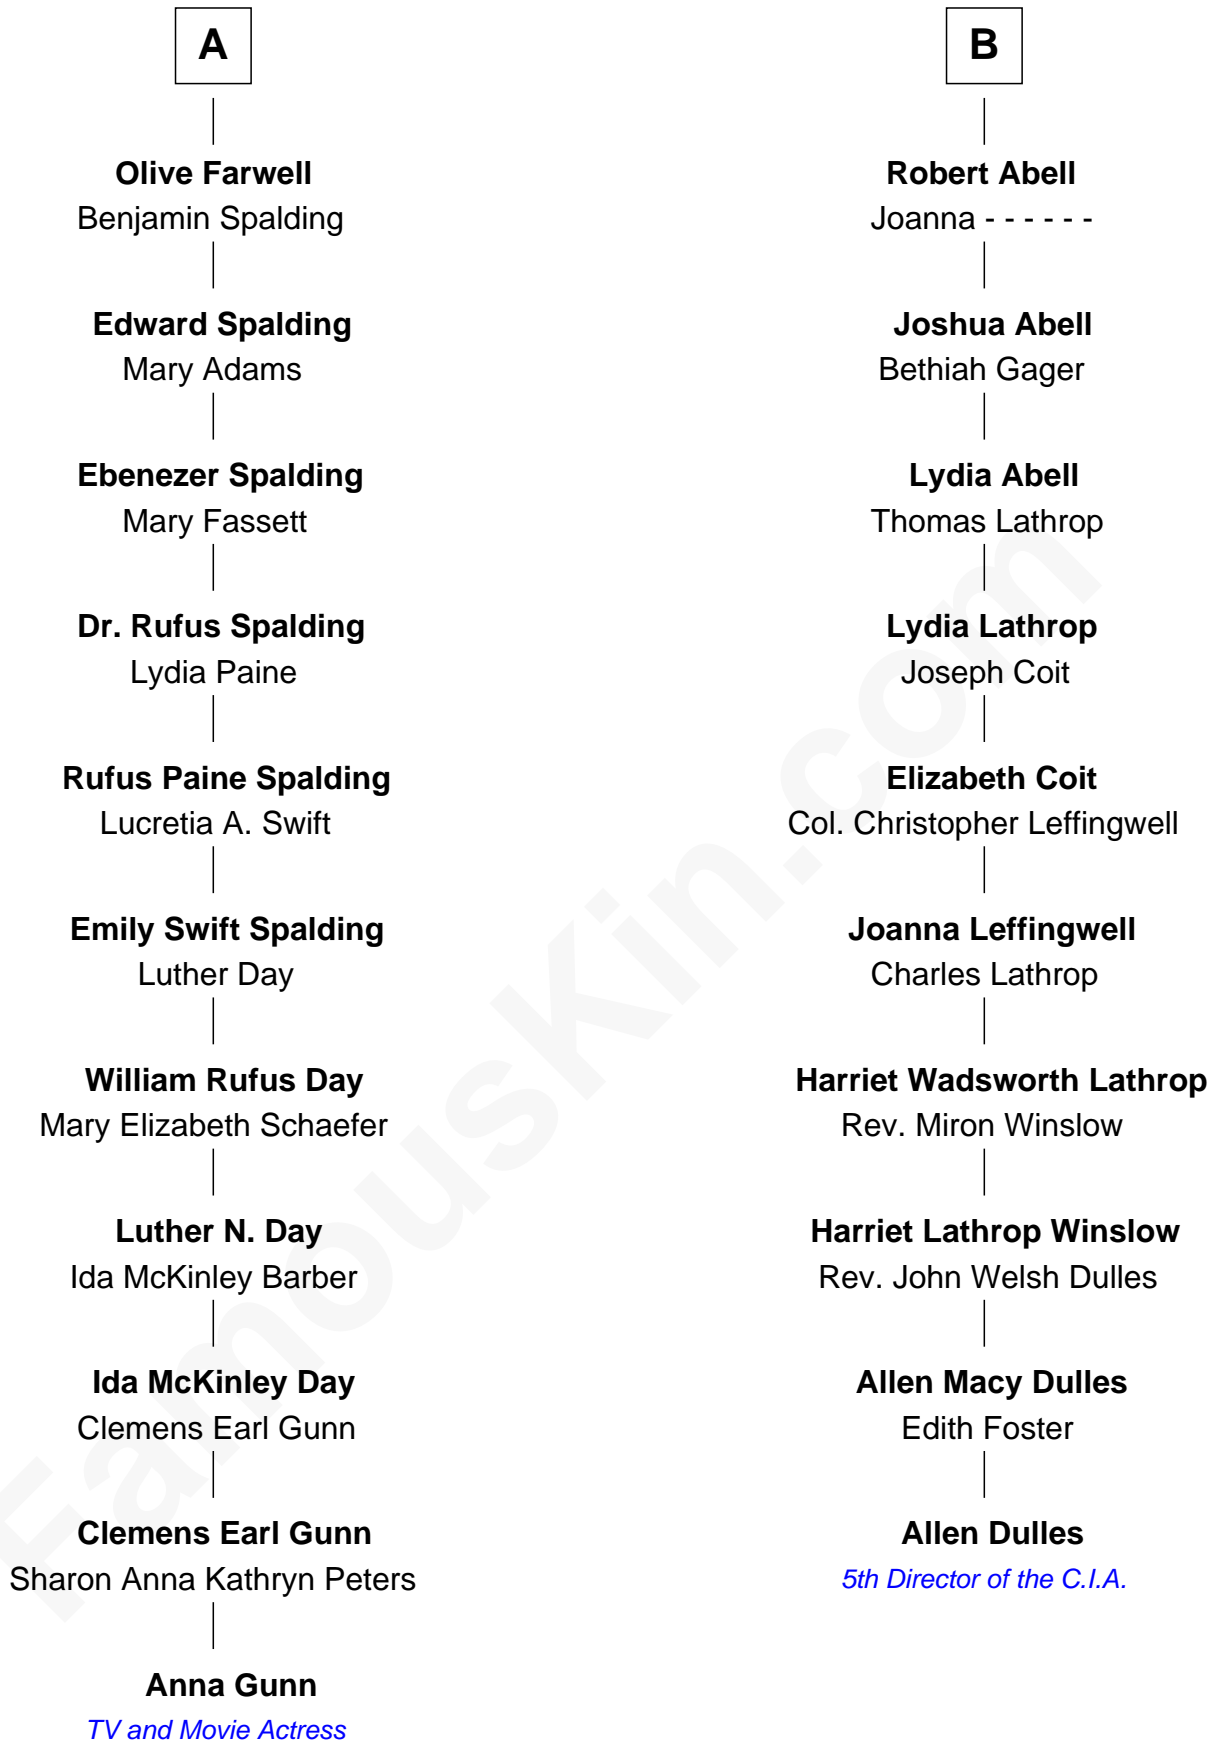 A
Olive Farwell
Benjamin Spalding
Edward Spalding
Mary Adams
Ebenezer Spalding
Mary Fassett
Dr. Rufus Spalding
Lydia Paine
Rufus Paine Spalding
Lucretia A. Swift
Emily Swift Spalding
Luther Day
William Rufus Day
Mary Elizabeth Schaefer
Luther N. Day
Ida McKinley Barber
Ida McKinley Day
Clemens Earl Gunn
Clemens Earl Gunn
Sharon Anna Kathryn Peters
Anna Gunn
TV and Movie Actress
B
Robert Abell
Joanna - - - - - -
Joshua Abell
Bethiah Gager
Lydia Abell
Thomas Lathrop
Lydia Lathrop
Joseph Coit
Elizabeth Coit
Col. Christopher Leffingwell
Joanna Leffingwell
Charles Lathrop
Harriet Wadsworth Lathrop
Rev. Miron Winslow
Harriet Lathrop Winslow
Rev. John Welsh Dulles
Allen Macy Dulles
Edith Foster
Allen Dulles
5th Director of the C.I.A.
FamousKin.com